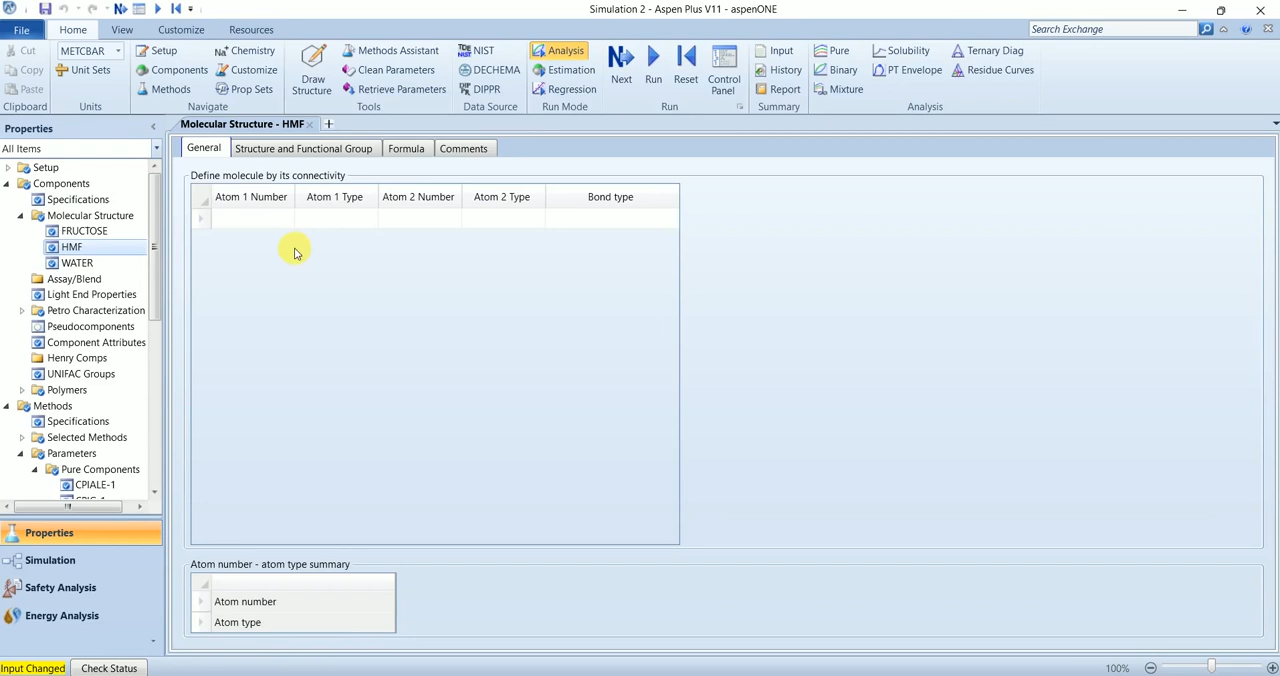 Simulation 2 - Aspen Plus V11 - aspenONE
File Home View Customize Resources Search Exchange
Cut METCBAR Setup Na+ Chemistry Methods Assistant NIST Analysis Input Pure Solubility Ternary Diag
Copy Unit Sets Components Customize Clean Parameters DECHEMA Estimation History Binary PT Envelope Residue Curves
Paste Methods Prop Sets Draw Structure Retrieve Parameters DIPPR Regression Next Run Reset Control Panel Report Mixture
Clipboard Units Navigate Tools Data Source Run Mode Run Summary Analysis
Properties Molecular Structure - HMF
All Items General Structure and Functional Group Formula Comments
Setup
Components
Specifications
Molecular Structure
FRUCTOSE
HMF
WATER
Assay/Blend
Light End Properties
Petro Characterization
Pseudocomponents
Component Attributes
Henry Comps
UNIFAC Groups
Polymers
Methods
Specifications
Selected Methods
Parameters
Pure Components
CPIALE-1
Properties
Simulation
Safety Analysis
Energy Analysis
Define molecule by its connectivity
Atom 1 Number Atom 1 Type Atom 2 Number Atom 2 Type Bond type
Atom number - atom type summary
Atom number
Atom type
Input Changed Check Status 100%